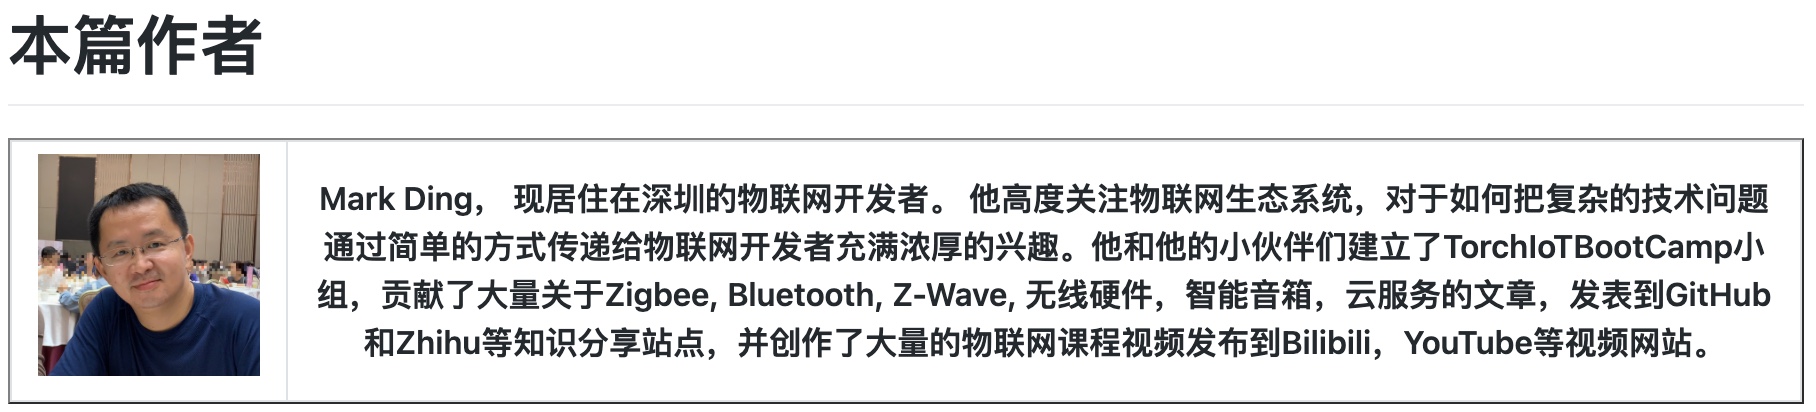 本篇作者
Mark Ding， 现居住在深圳的物联网开发者。 他高度关注物联网生态系统，对于如何把复杂的技术问题
通过简单的方式传递给物联网开发者充满浓厚的兴趣。他和他的小伙伴们建立了TorchIoTBootCamp小
组，贡献了大量关于Zigbee, Bluetooth, Z-Wave, 无线硬件，智能音箱，云服务的文章，发表到GitHub
和Zhihu等知识分享站点，并创作了大量的物联网课程视频发布到Bilibili，YouTube等视频网站。